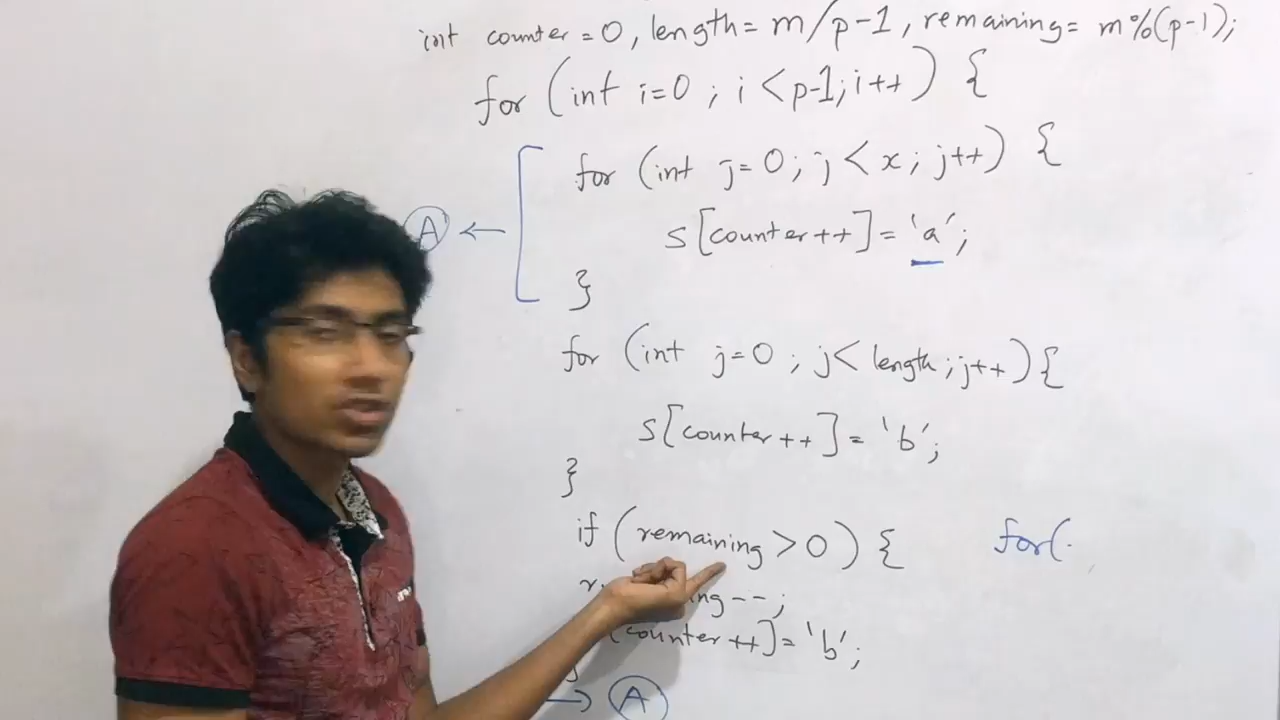 int counter = 0, length = m/p-1, remaining = m%(p-1);
for (int i=0 ; i<p-1; i++) {
for (int j=0; j<x; j++) {
A ←
s[counter++] = 'a';
}
for (int j=0 ; j<length; j++){
s[counter++] = 'b';
}
if (remaining > 0) { for(
ng--;
(counter++] = 'b';
}
→ A